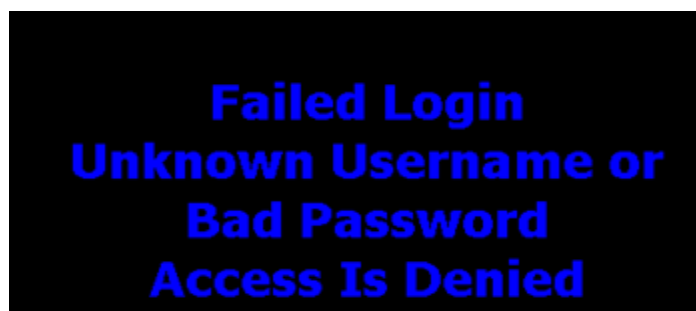 Failed Login
Unknown Username or
Bad Password
Access Is Denied